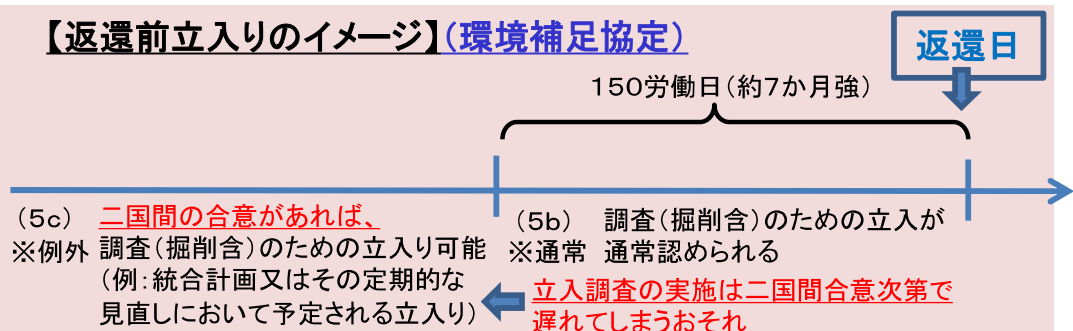 【返還前立入りのイメージ】(環境補足協定)
返還日
150労働日(約7か月強)
(5c) 二国間の合意があれば、
※例外 調査(掘削含)のための立入り可能
(例:統合計画又はその定期的な
見直しにおいて予定される立入り)
(5b) 調査(掘削含)のための立入が
※通常 通常認められる
立入調査の実施は二国間合意次第で
遅れてしまうおそれ